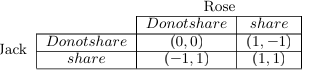 Rose
Donotshare share
Jack Donotshare (0, 0) (1, −1)
share (−1, 1) (1, 1)